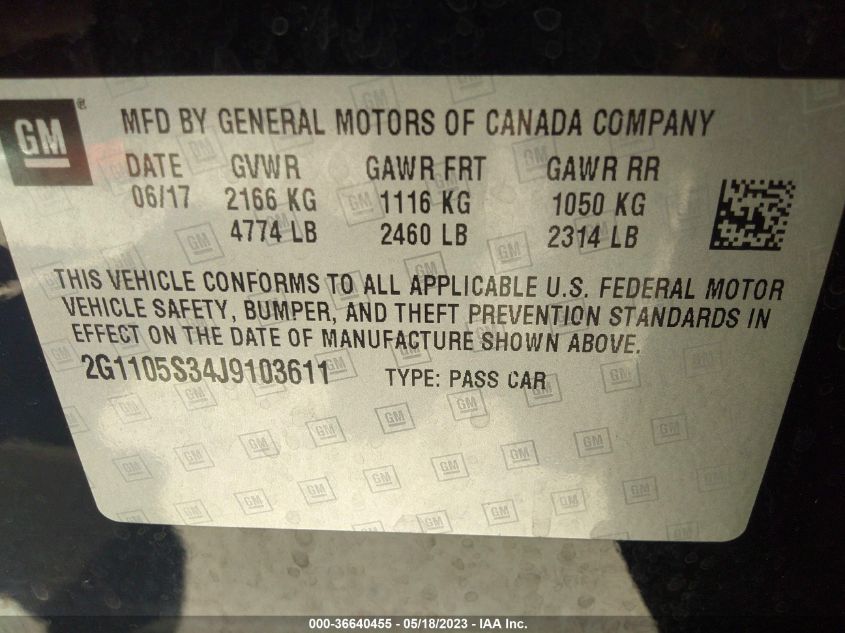 GM ®
MFD BY GENERAL MOTORS OF CANADA COMPANY
DATE GVWR GAWR FRT GAWR RR
06/17 2166 KG 1116 KG 1050 KG
4774 LB 2460 LB 2314 LB
THIS VEHICLE CONFORMS TO ALL APPLICABLE U.S. FEDERAL MOTOR
VEHICLE SAFETY, BUMPER, AND THEFT PREVENTION STANDARDS IN
EFFECT ON THE DATE OF MANUFACTURE SHOWN ABOVE.
2G1105S34J9103611 TYPE: PASS CAR
000-36640455 — 05/18/2023 — IAA Inc.